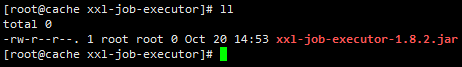 [root@cache xxl-job-executor]# ll
total 0
-rw-r--r--. 1 root root 0 Oct 20 14:53 xxl-job-executor-1.8.2.jar
[root@cache xxl-job-executor]#